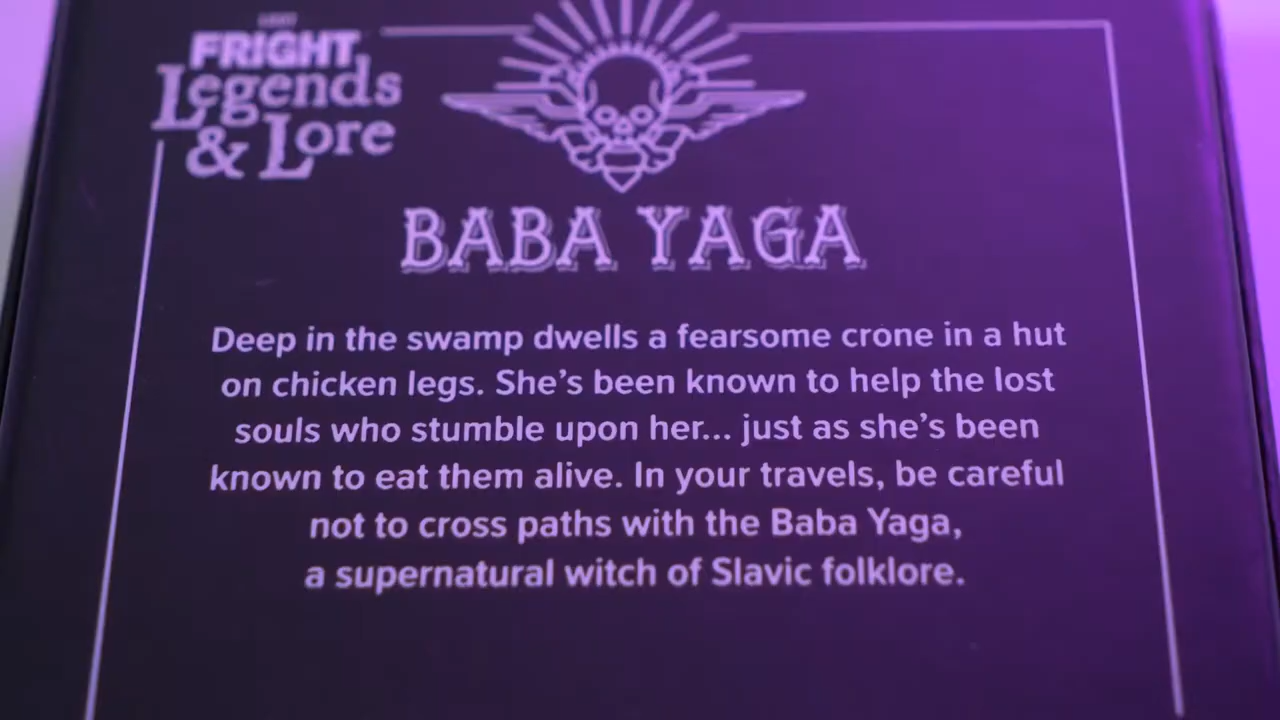 LOOT
FRIGHT
Legends
& Lore
BABA YAGA
Deep in the swamp dwells a fearsome crone in a hut
on chicken legs. She’s been known to help the lost
souls who stumble upon her... just as she’s been
known to eat them alive. In your travels, be careful
not to cross paths with the Baba Yaga,
a supernatural witch of Slavic folklore.